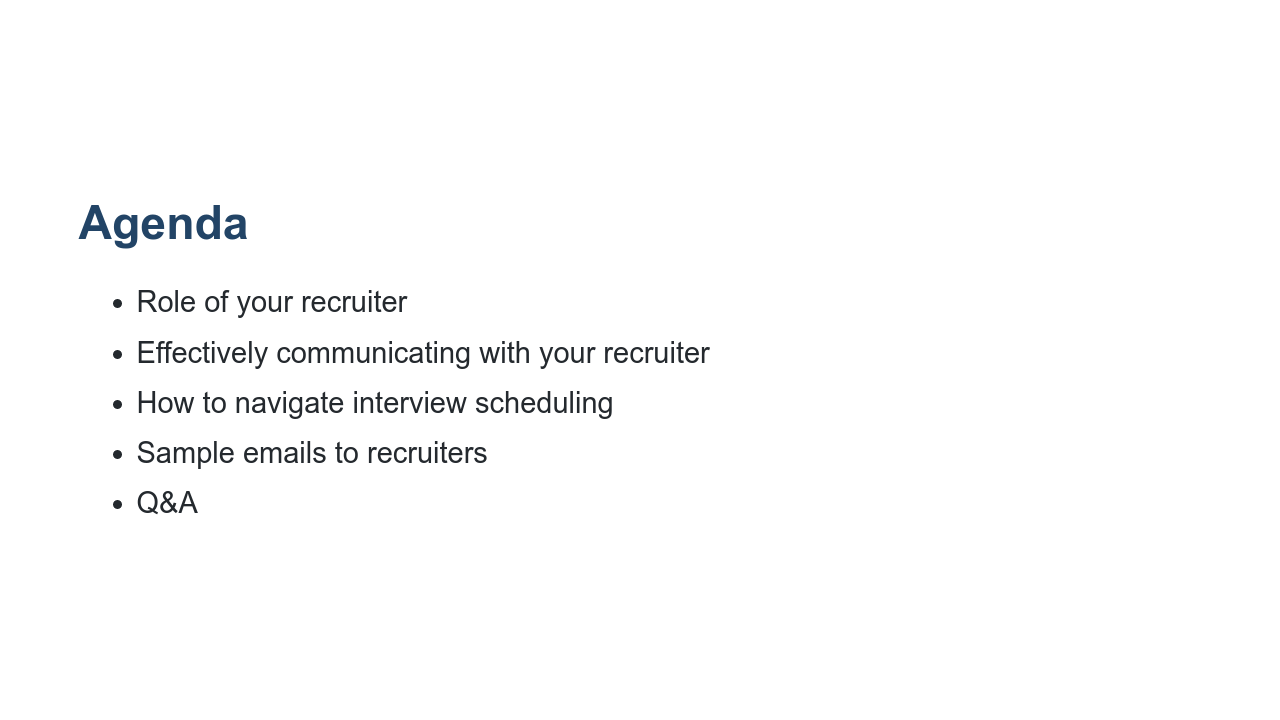 Agenda
• Role of your recruiter
• Effectively communicating with your recruiter
• How to navigate interview scheduling
• Sample emails to recruiters
• Q&A